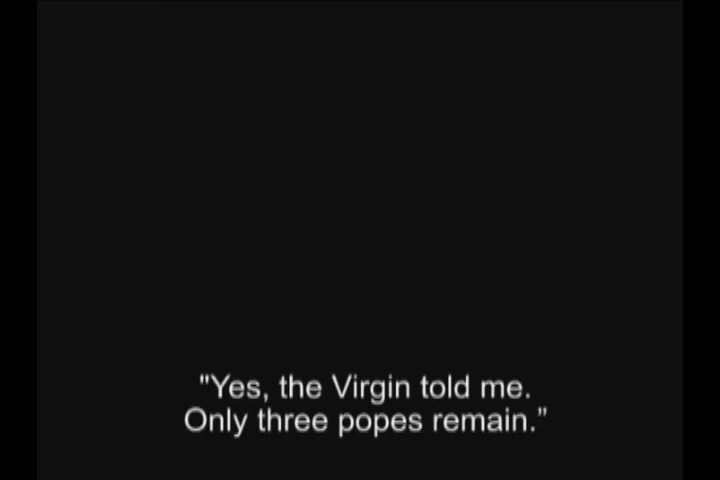 "Yes, the Virgin told me.
Only three popes remain.”